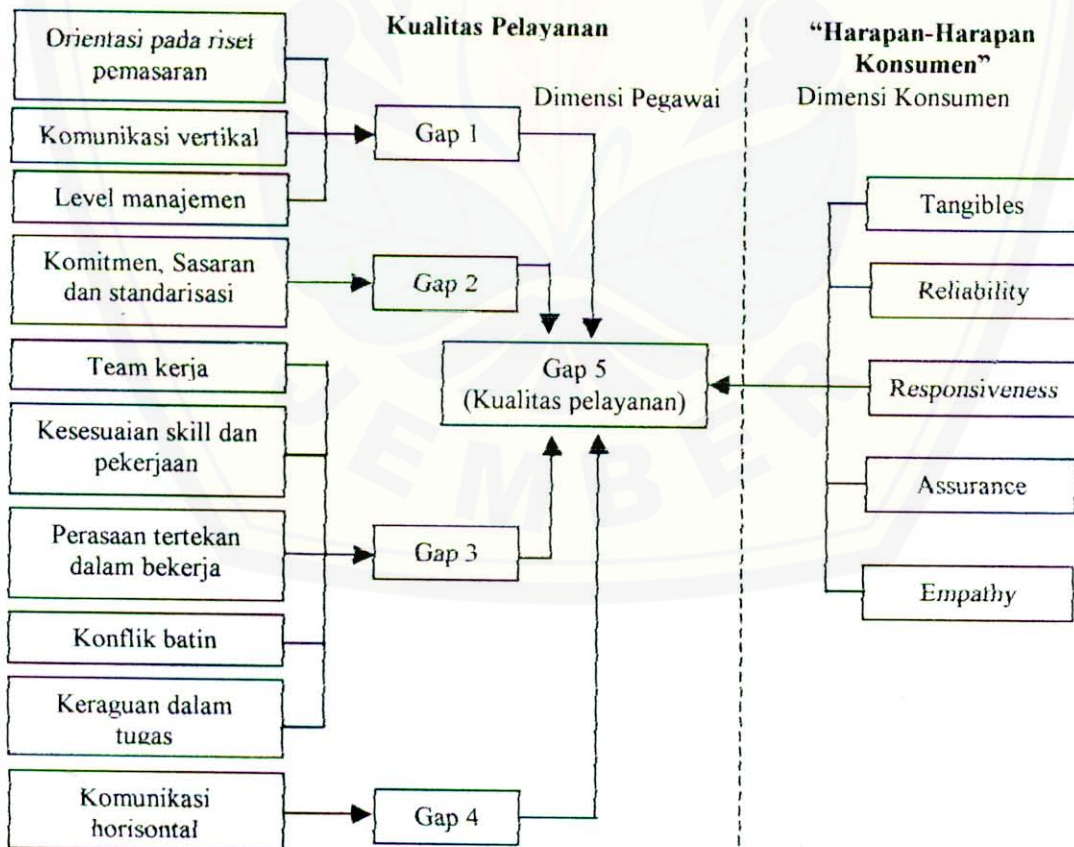 Kualitas Pelayanan
"Harapan-Harapan
Konsumen"
Dimensi Pegawai
Dimensi Konsumen
Orientasi pada riset
pemasaran
Komunikasi vertikal
Level manajemen
Gap 1
Komitmen, Sasaran
dan standarisasi
Gap 2
Team kerja
Kesesuaian skill dan
pekerjaan
Perasaan tertekan
dalam bekerja
Konflik batin
Keraguan dalam
tugas
Gap 3
Komunikasi
horisontal
Gap 4
Gap 5
(Kualitas pelayanan)
Tangibles
Reliability
Responsiveness
Assurance
Empathy
JEMBER